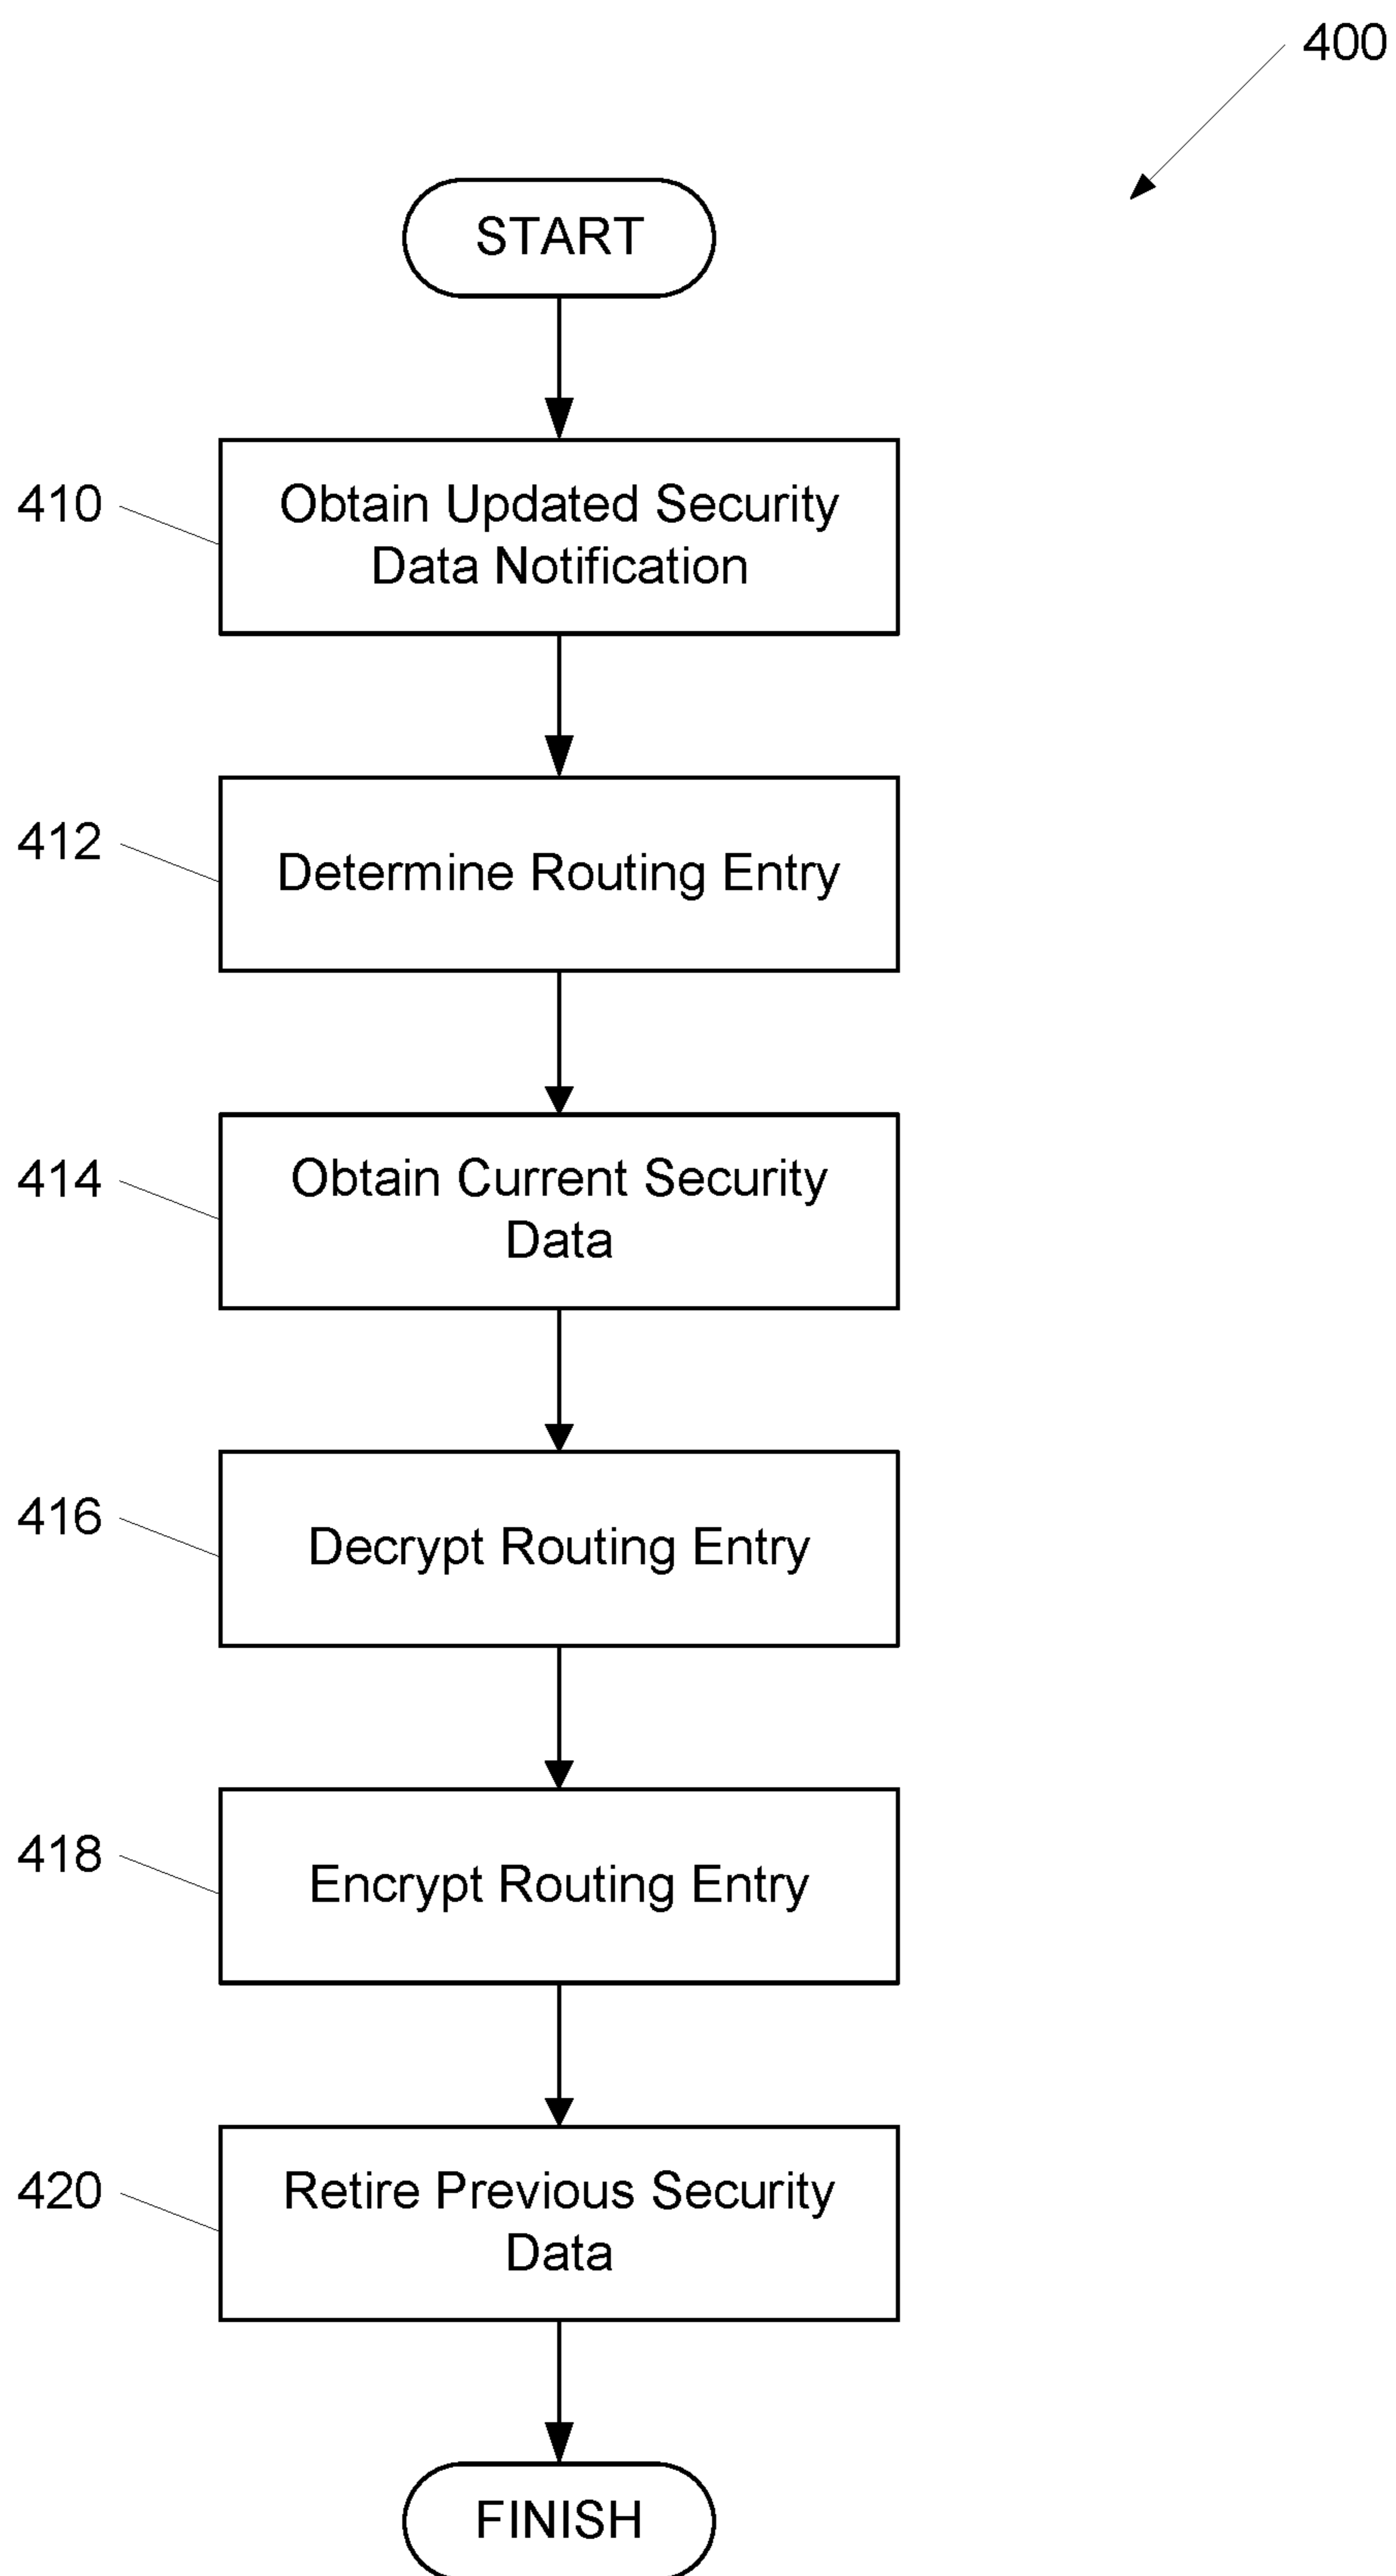 400
START
410
Obtain Updated Security
Data Notification
412
Determine Routing Entry
414
Obtain Current Security
Data
416
Decrypt Routing Entry
418
Encrypt Routing Entry
420
Retire Previous Security
Data
FINISH